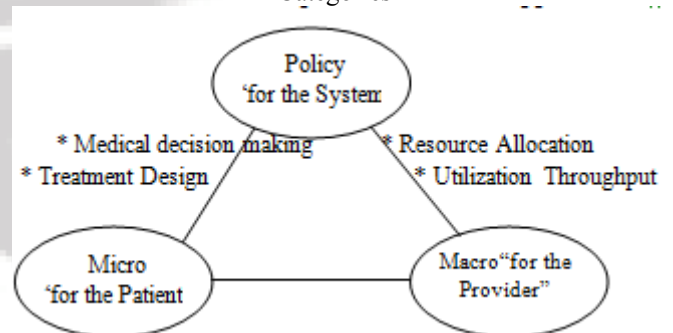 Policy
“for the System
* Medical decision making
* Resource Allocation
* Treatment Design
* Utilization Throughput
Micro
“for the Patient
Macro“for the
Provider”